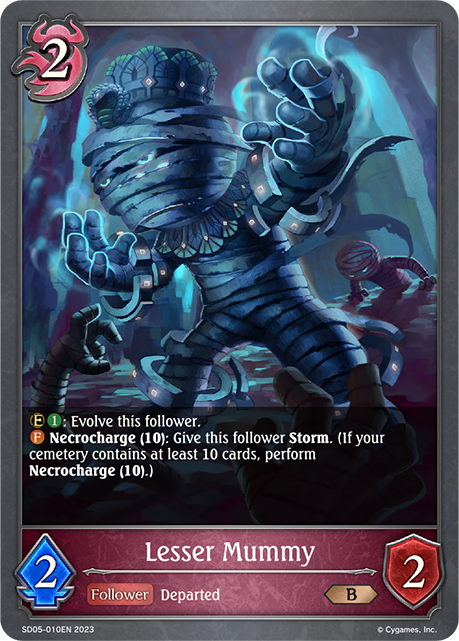 2
E 1: Evolve this follower.
F Necrocharge (10): Give this follower Storm. (If your
cemetery contains at least 10 cards, perform
Necrocharge (10).)
Lesser Mummy
2
Follower Departed
B
2
SD05-010EN 2023
© Cygames, Inc.